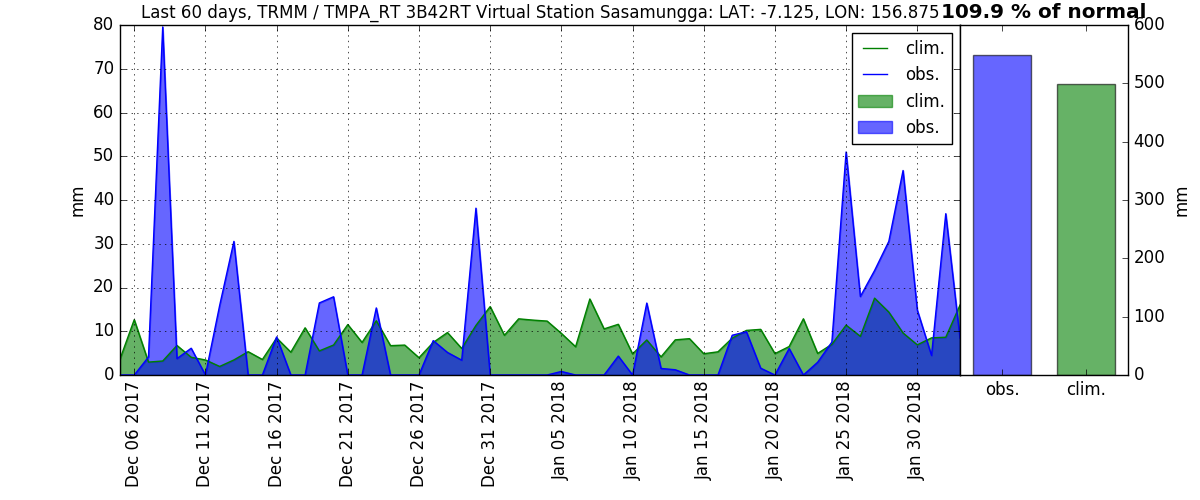 Last 60 days, TRMM / TMPA_RT 3B42RT Virtual Station Sasamungga: LAT: -7.125, LON: 156.875
109.9 % of normal
80
70
60
50
40
30
20
10
0
mm
clim.
obs.
clim.
obs.
600
500
400
300
200
100
0
mm
obs.
clim.
Dec 06 2017
Dec 11 2017
Dec 16 2017
Dec 21 2017
Dec 26 2017
Dec 31 2017
Jan 05 2018
Jan 10 2018
Jan 15 2018
Jan 20 2018
Jan 25 2018
Jan 30 2018